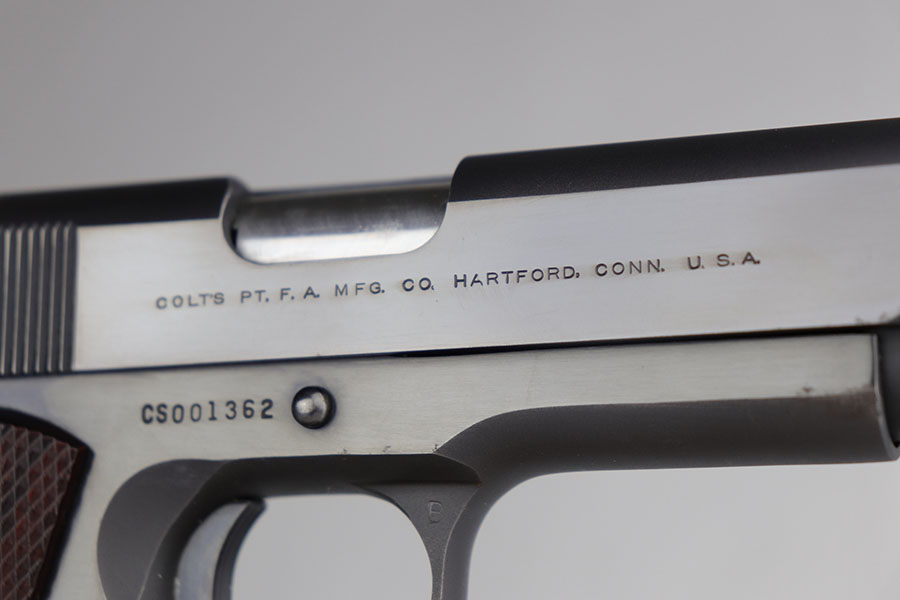 COLT'S PT. F. A. MFG. CO. HARTFORD, CONN. U. S. A.
CS001362
B